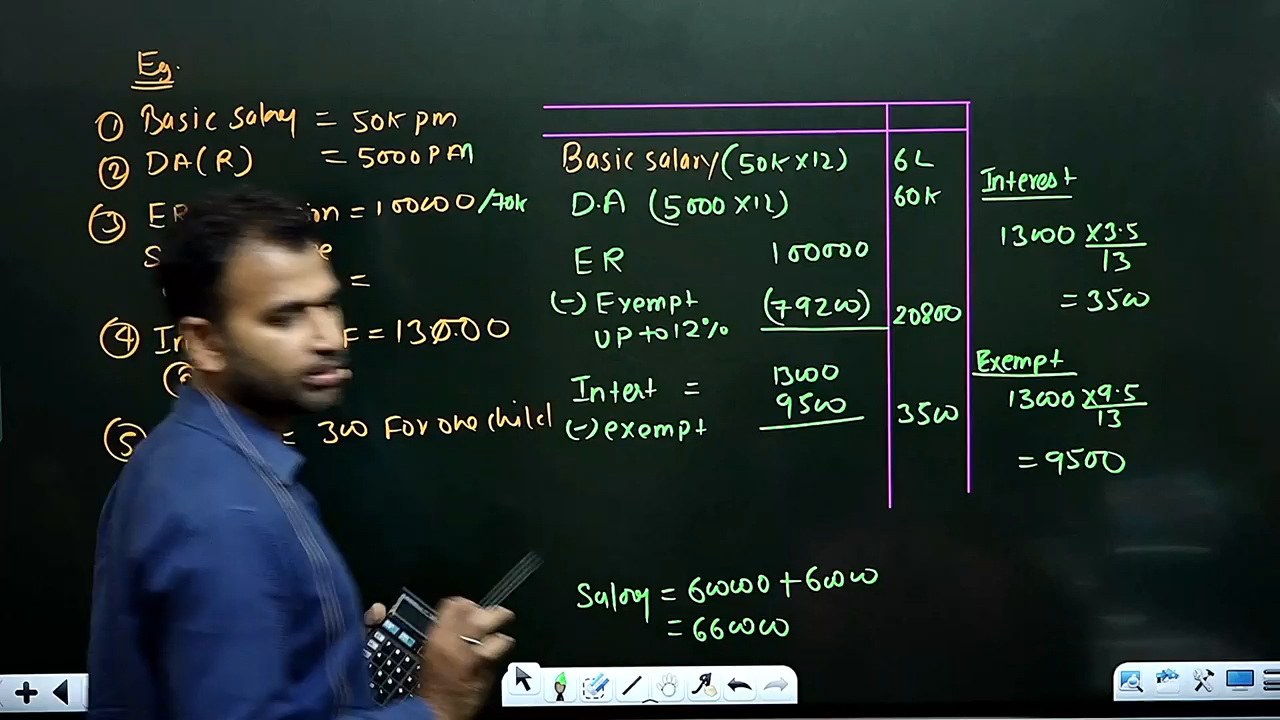 Eg.
① Basic Salary = 50k pm
② DA(R) = 5000 PM
③ ER ion = 100000/70k
S e
=
④ In F = 13000
⑤ = 300 For one child
Basic salary (50k×12) 6L
D.A (5000×12) 60k
ER 100000
(-) Exempt (79200) 20800
UP to 12%
Interst = 13000
9500 3500
(-) exempt
Salary = 600000 + 60000
= 660000
Interest
13000 ×3.5
13
= 3500
Exempt
13000 ×9.5
13
= 9500